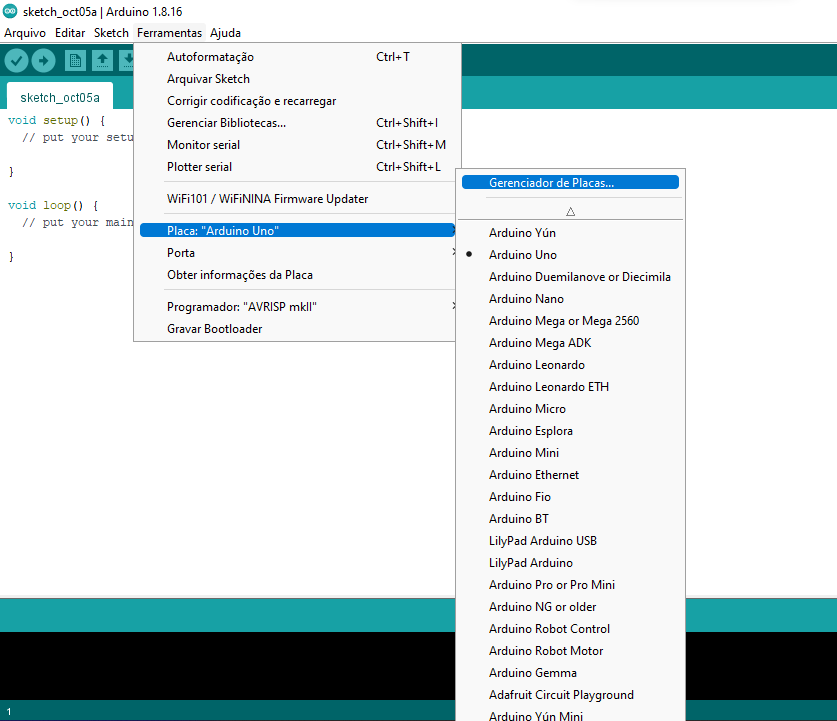 sketch_oct05a | Arduino 1.8.16
Arquivo Editar Sketch Ferramentas Ajuda
sketch_oct05a
void setup() {
// put your setu
}
void loop() {
// put your main
}
Autoformatação Ctrl+T
Arquivar Sketch
Corrigir codificação e recarregar
Gerenciar Bibliotecas... Ctrl+Shift+I
Monitor serial Ctrl+Shift+M
Plotter serial Ctrl+Shift+L
WiFi101 / WiFiNINA Firmware Updater
Placa: "Arduino Uno"
Porta
Obter informações da Placa
Programador: "AVRISP mkII"
Gravar Bootloader
Gerenciador de Placas...
Arduino Yún
Arduino Uno
Arduino Duemilanove or Diecimila
Arduino Nano
Arduino Mega or Mega 2560
Arduino Mega ADK
Arduino Leonardo
Arduino Leonardo ETH
Arduino Micro
Arduino Esplora
Arduino Mini
Arduino Ethernet
Arduino Fio
Arduino BT
LilyPad Arduino USB
LilyPad Arduino
Arduino Pro or Pro Mini
Arduino NG or older
Arduino Robot Control
Arduino Robot Motor
Arduino Gemma
Adafruit Circuit Playground
Arduino Yún Mini
1